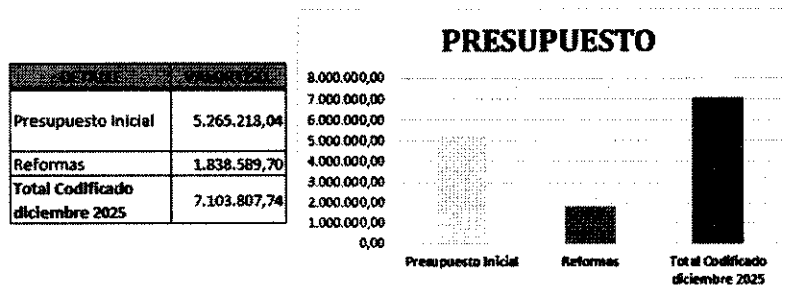 PRESUPUESTO
Presupuesto Inicial 5.265.218,04
Reformas 1.838.589,70
Total Codificado
diciembre 2025 7.103.807,74
8.000.000,00
7.000.000,00
6.000.000,00
5.000.000,00
4.000.000,00
3.000.000,00
2.000.000,00
1.000.000,00
0,00
Presupuesto Inicial Reformas Total Codificado
diciembre 2025